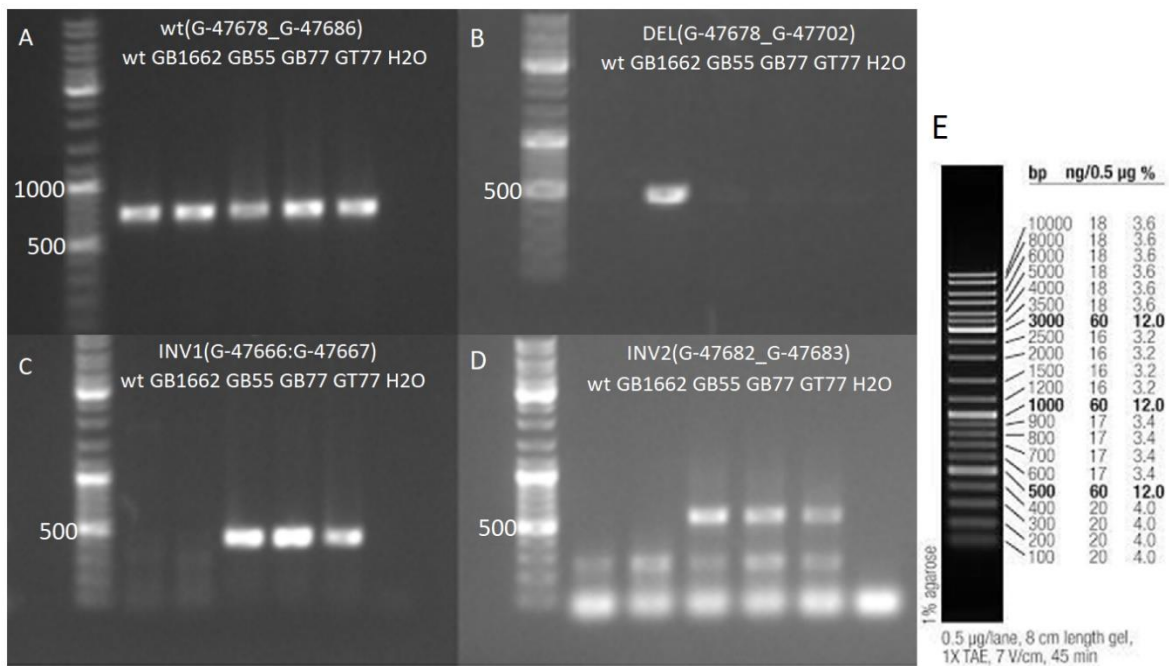 A
wt(G-47678_G-47686)
wt GB1662 GB55 GB77 GT77 H2O
1000
500
B
DEL(G-47678_G-47702)
wt GB1662 GB55 GB77 GT77 H2O
500
C
INV1(G-47666:G-47667)
wt GB1662 GB55 GB77 GT77 H2O
500
D
INV2(G-47682_G-47683)
wt GB1662 GB55 GB77 GT77 H2O
500
E
bp ng/0.5 µg %
10000 18 3.6
8000 18 3.6
6000 18 3.6
5000 18 3.6
4000 18 3.6
3500 18 3.6
3000 60 12.0
2500 16 3.2
2000 16 3.2
1500 16 3.2
1200 16 3.2
1000 60 12.0
900 17 3.4
800 17 3.4
700 17 3.4
600 17 3.4
500 60 12.0
400 20 4.0
300 20 4.0
200 20 4.0
100 20 4.0
1% agarose
0.5 µg/lane, 8 cm length gel,
1X TAE, 7 V/cm, 45 min